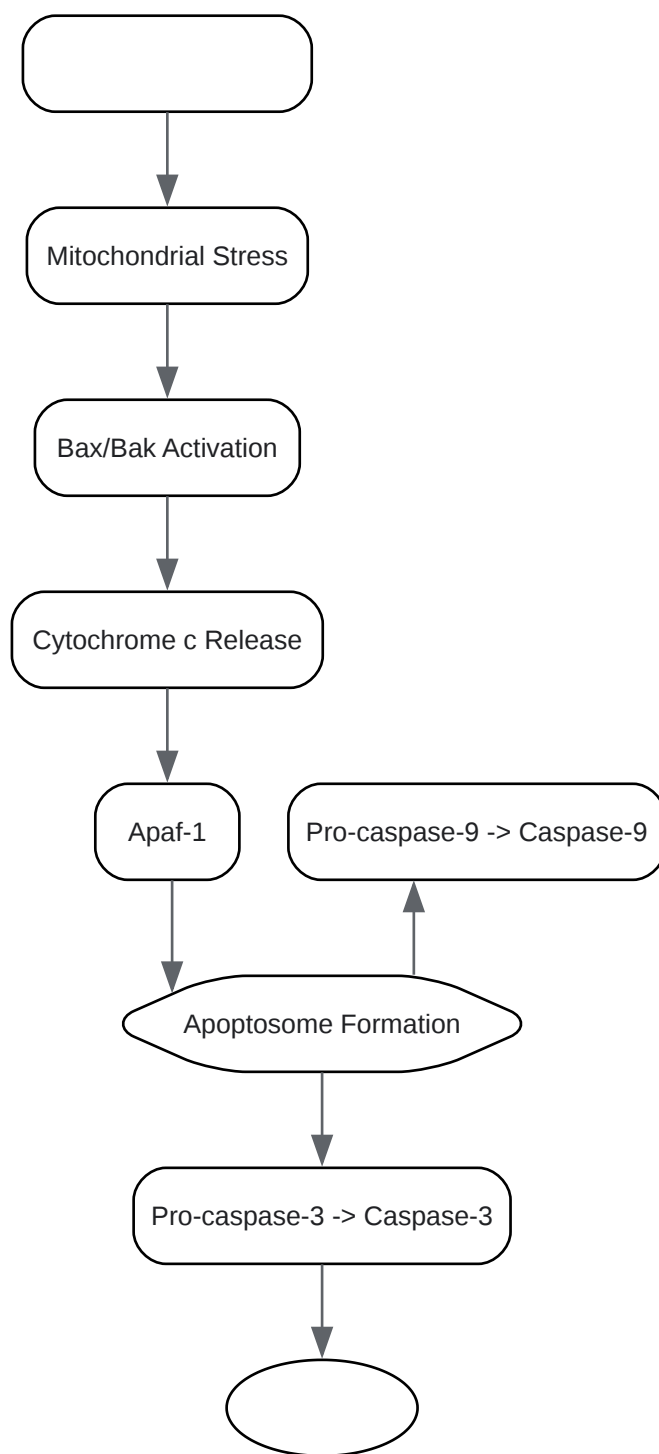 Mitochondrial Stress
Bax/Bak Activation
Cytochrome c Release
Apaf-1
Pro-caspase-9 -> Caspase-9
Apoptosome Formation
Pro-caspase-3 -> Caspase-3